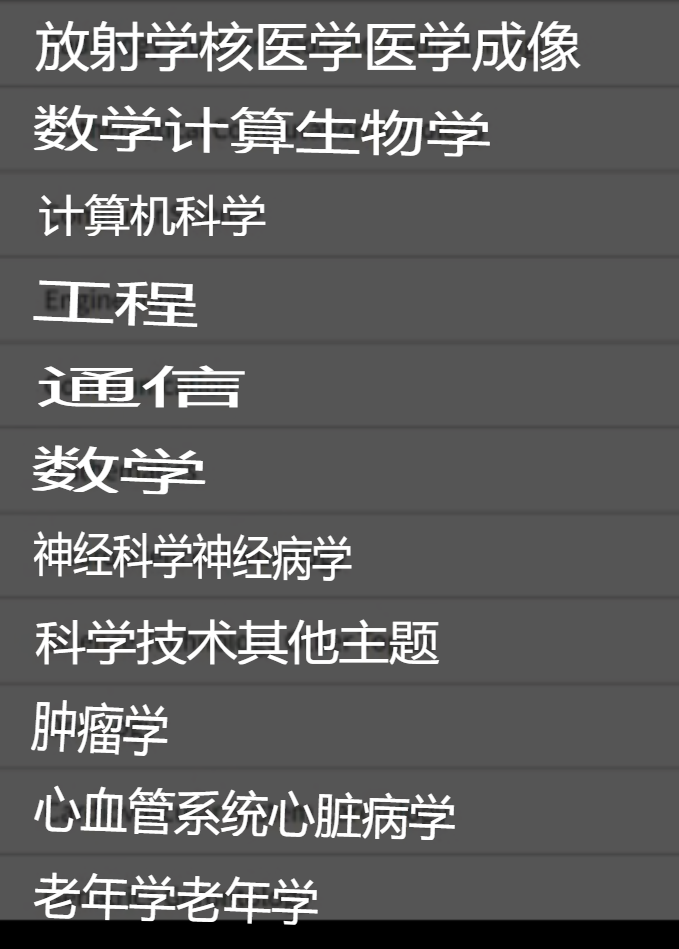 放射学核医学医学成像
数学计算生物学
计算机科学
工程
通信
数学
神经科学神经病学
科学技术其他主题
肿瘤学
心血管系统心脏病学
老年学老年学